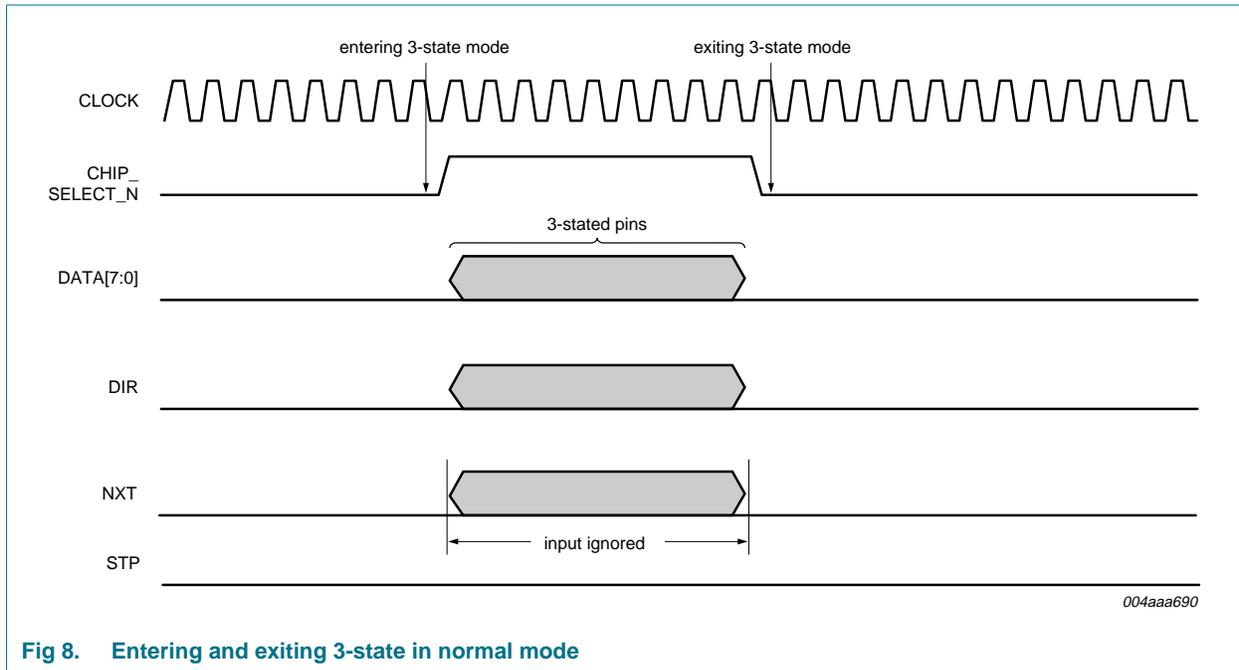 entering 3-state mode
exiting 3-state mode
CLOCK
CHIP_
SELECT_N
3-stated pins
DATA[7:0]
DIR
NXT
input ignored
STP
004aaa690
Fig 8. Entering and exiting 3-state in normal mode